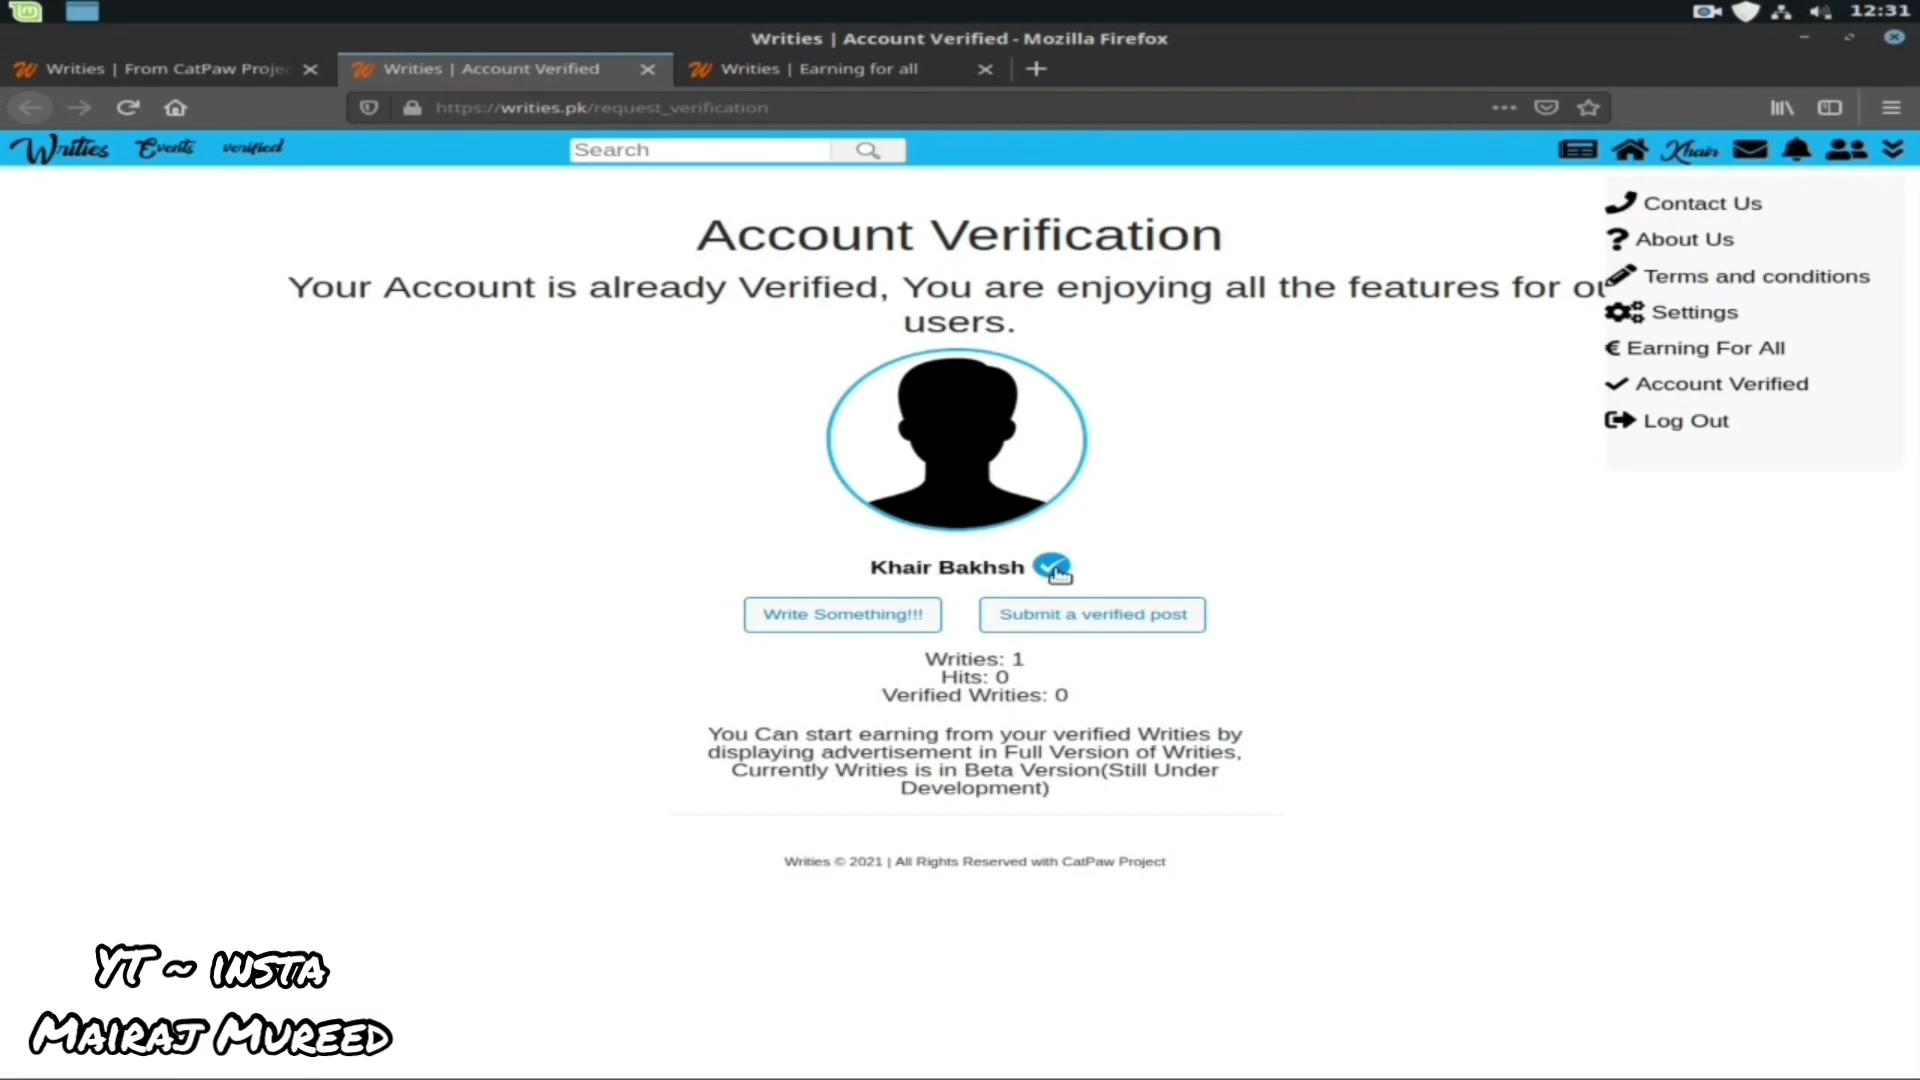 12:31
Writies | Account Verified - Mozilla Firefox
Writies | From CatPaw Proje
Writies | Account Verified
Writies | Earning for all
https://writies.pk/request_verification
Writies Events verified
Search
Khair
Contact Us
About Us
Terms and conditions
Settings
€ Earning For All
Account Verified
Log Out
Account Verification
Your Account is already Verified, You are enjoying all the features for
users.
Khair Bakhsh
Write Something!!!
Submit a verified post
Writies: 1
Hits: 0
Verified Writies: 0
You Can start earning from your verified Writies by
displaying advertisement in Full Version of Writies,
Currently Writies is in Beta Version(Still Under
Development)
Writies © 2021 | All Rights Reserved with CatPaw Project
YT ~ insta
Mairaj Mureed